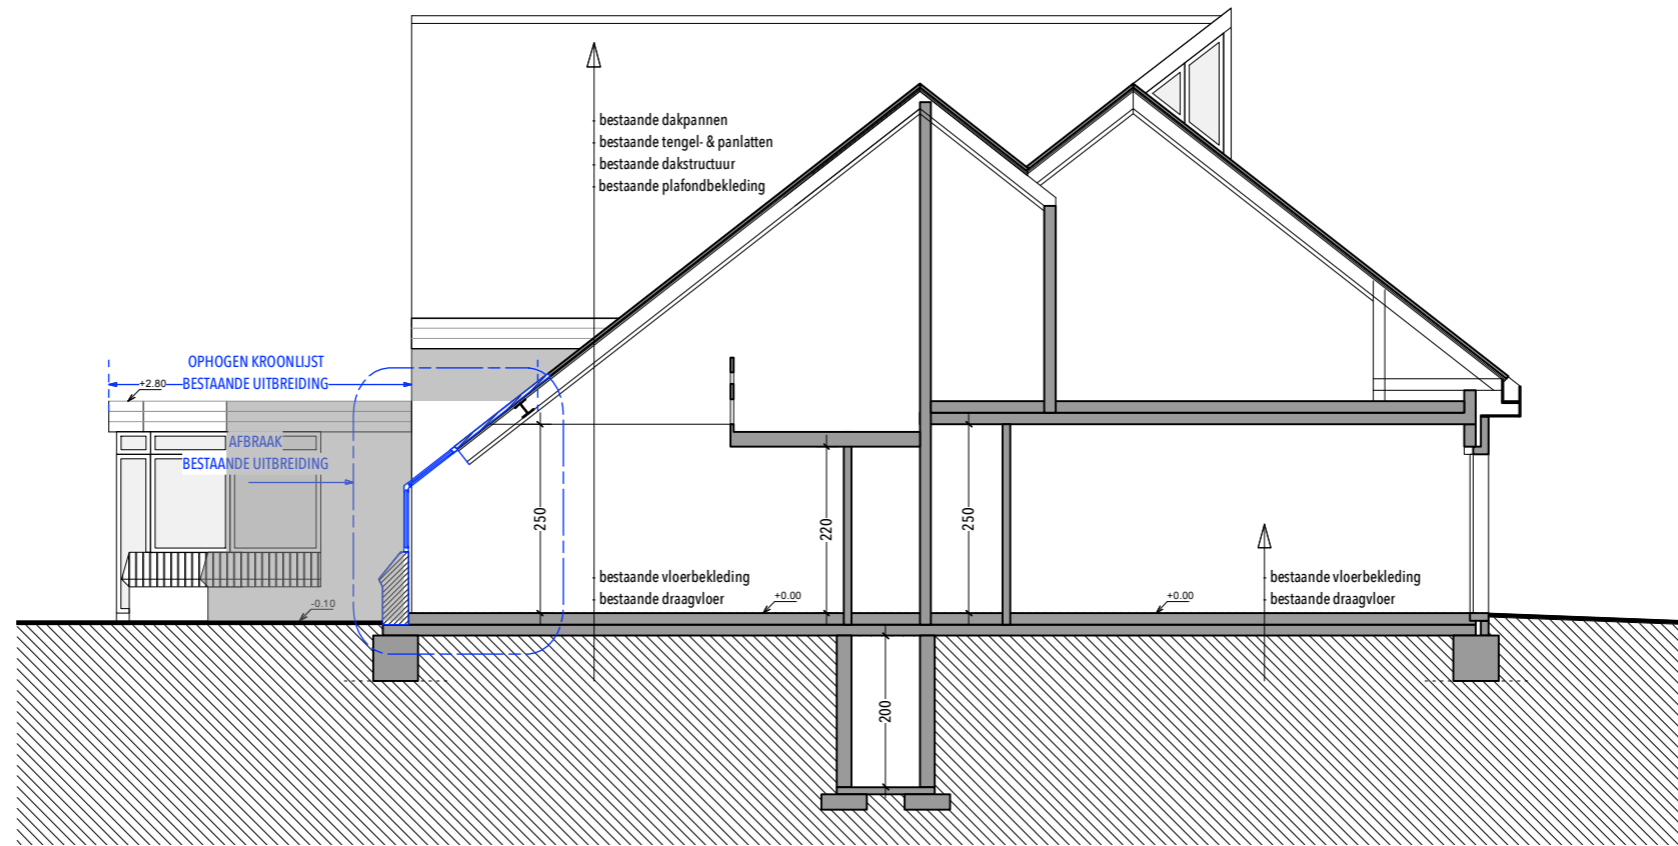 bestaande dakpannen
bestaande tengel- & panlatten
bestaande dakstructuur
bestaande plafondbekleding
OPHOGEN KROONLIJST
BESTAANDE UITBREIDING
+2.80
AFBRAAK
BESTAANDE UITBREIDING
250
220
250
bestaande vloerbekleding
bestaande draagvloer
+0.00
+0.00
bestaande vloerbekleding
bestaande draagvloer
-0.10
200